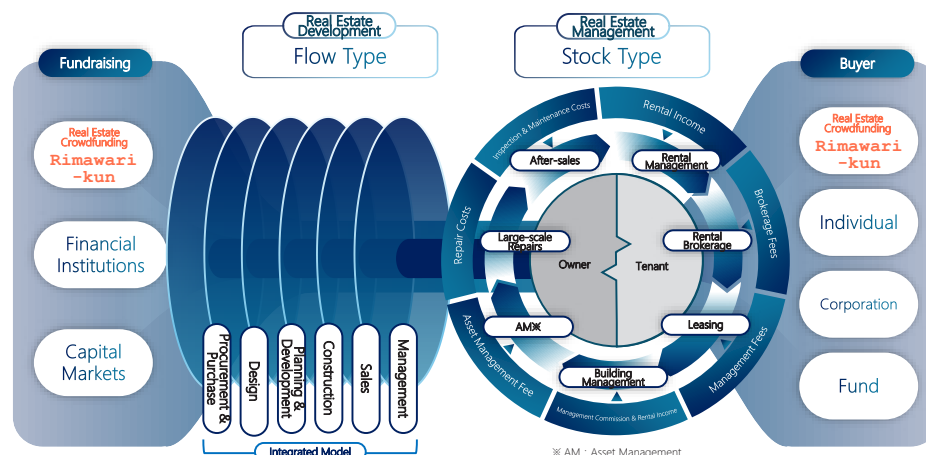 Real Estate
Development
Flow Type
Real Estate
Management
Stock Type
Fundraising
Real Estate
Crowdfunding
Rimawari
-kun
Financial
Institutions
Capital
Markets
Procurement &
Purchase
Design
Planning &
Development
Construction
Sales
Management
Integrated Model
Inspection & Maintenance Costs
Rental Income
Brokerage Fees
Management Fees
Management Commission & Rental Income
Asset Management Fee
Repair Costs
After-sales
Rental
Management
Rental
Brokerage
Leasing
Building
Management
AM※
Large-scale
Repairs
Owner
Tenant
※ AM : Asset Management
Buyer
Real Estate
Crowdfunding
Rimawari
-kun
Individual
Corporation
Fund